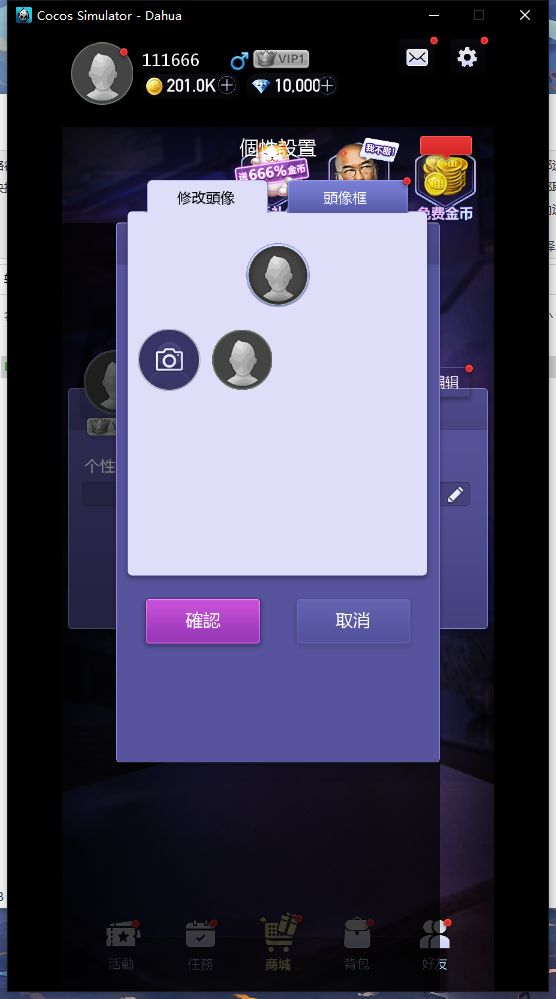 Cocos Simulator - Dahua
111666
VIP1
201.0K
10,000
個性設置
送666%金币
我不服!
免费金币
修改頭像
頭像框
编辑
个性
確認
取消
活動
任務
商城
背包
好友